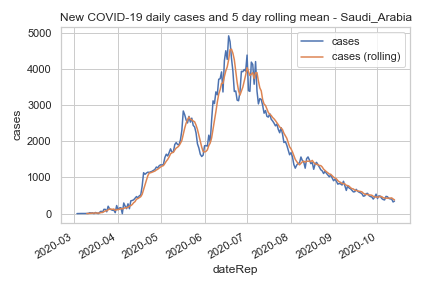 New COVID-19 daily cases and 5 day rolling mean - Saudi_Arabia
cases
cases (rolling)
5000
4000
3000
2000
1000
0
cases
2020-03
2020-04
2020-05
2020-06
2020-07
2020-08
2020-09
2020-10
dateRep